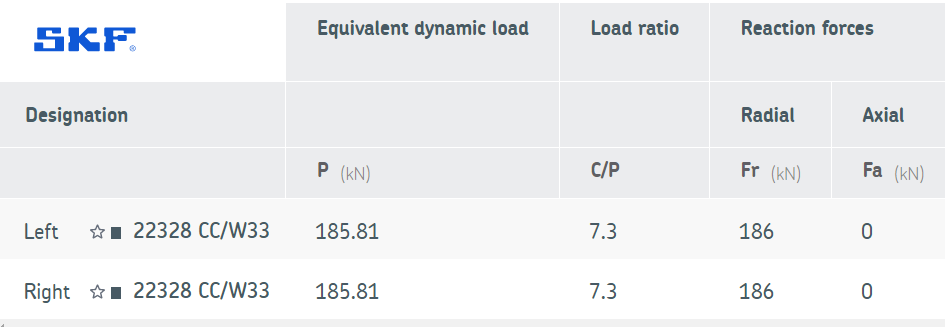 SKF® Equivalent dynamic load Load ratio Reaction forces
Designation Radial Axial
P (kN) C/P Fr (kN) Fa (kN)
Left ☆ ■ 22328 CC/W33 185.81 7.3 186 0
Right ☆ ■ 22328 CC/W33 185.81 7.3 186 0